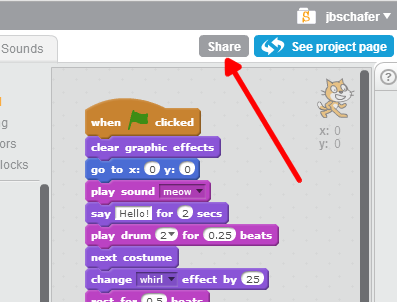 jbschafer
Sounds
Share
See project page
?
when clicked
clear graphic effects
go to x: 0 y: 0
play sound meow
say Hello! for 2 secs
play drum 2 for 0.25 beats
next costume
change whirl effect by 25
rest for 0.5 beats
x: 0
y: 0